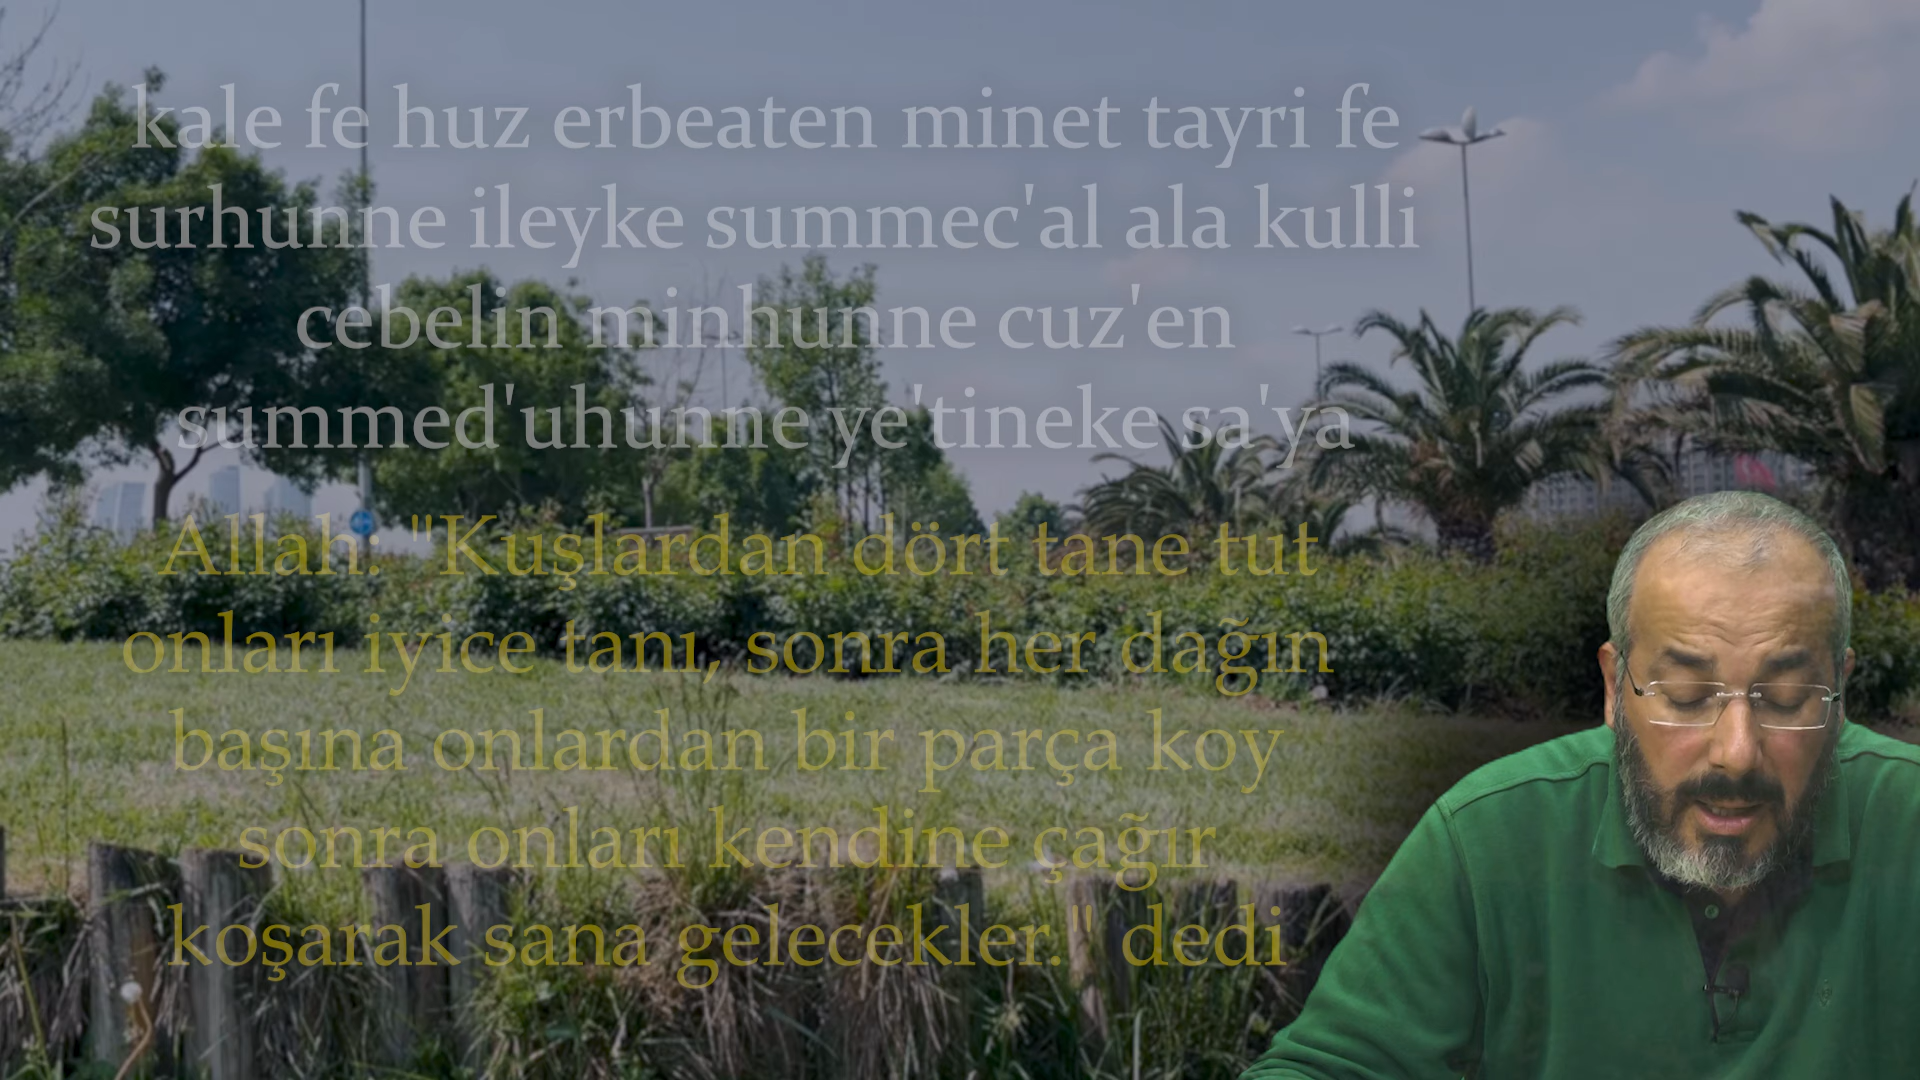 kale fe huz erbeaten minet tayri fe
surhunne ileyke summec'al ala kulli
cebelin minhunne cuz'en
summed'uhunne ye'tineke sa'ya
Allah: "Kuşlardan dört tane tut
onları iyice tanı, sonra her dağın
başına onlardan bir parça koy
sonra onları kendine çağır
koşarak sana gelecekler." dedi